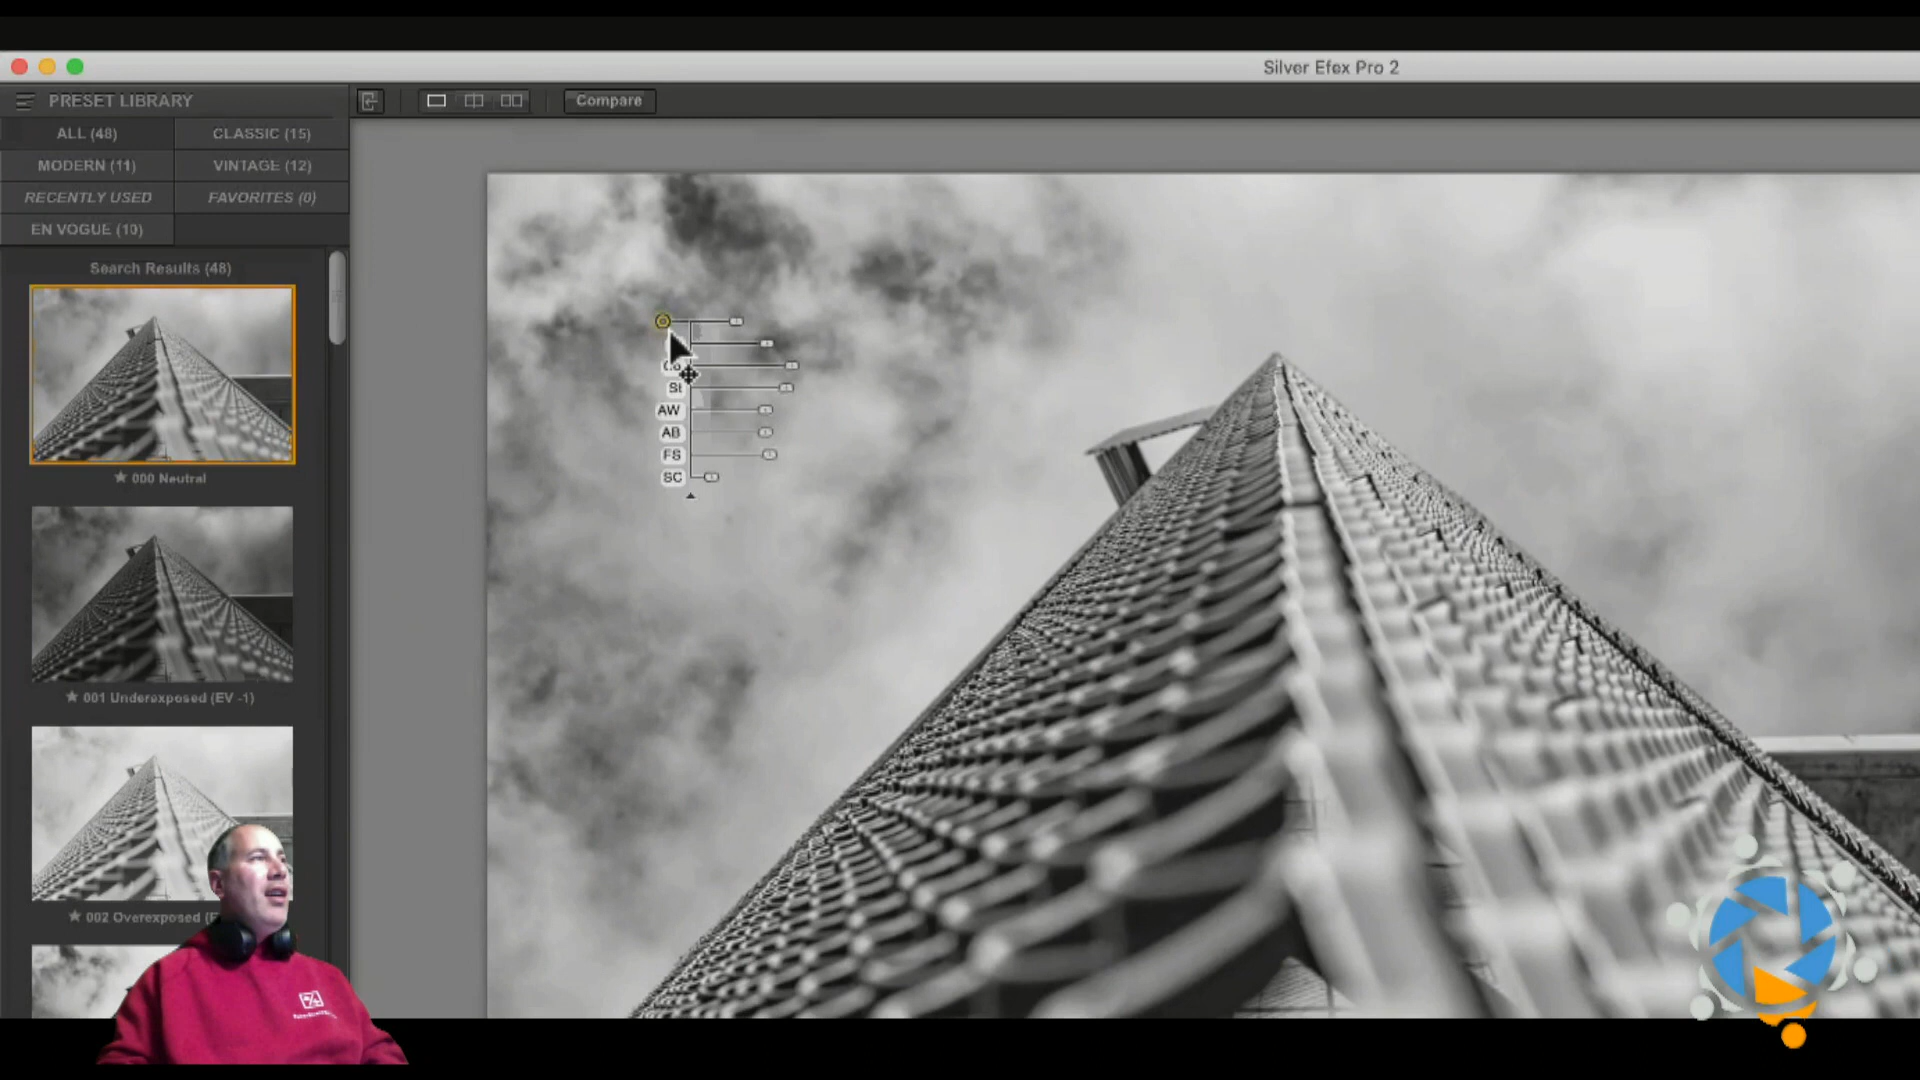 Silver Efex Pro 2
PRESET LIBRARY
Compare
ALL (48)
CLASSIC (15)
MODERN (11)
VINTAGE (12)
RECENTLY USED
FAVORITES (0)
EN VOGUE (10)
Search Results (48)
★ 000 Neutral
★ 001 Underexposed (EV -1)
★ 002 Overexposed (
St
AW
AB
FS
SC